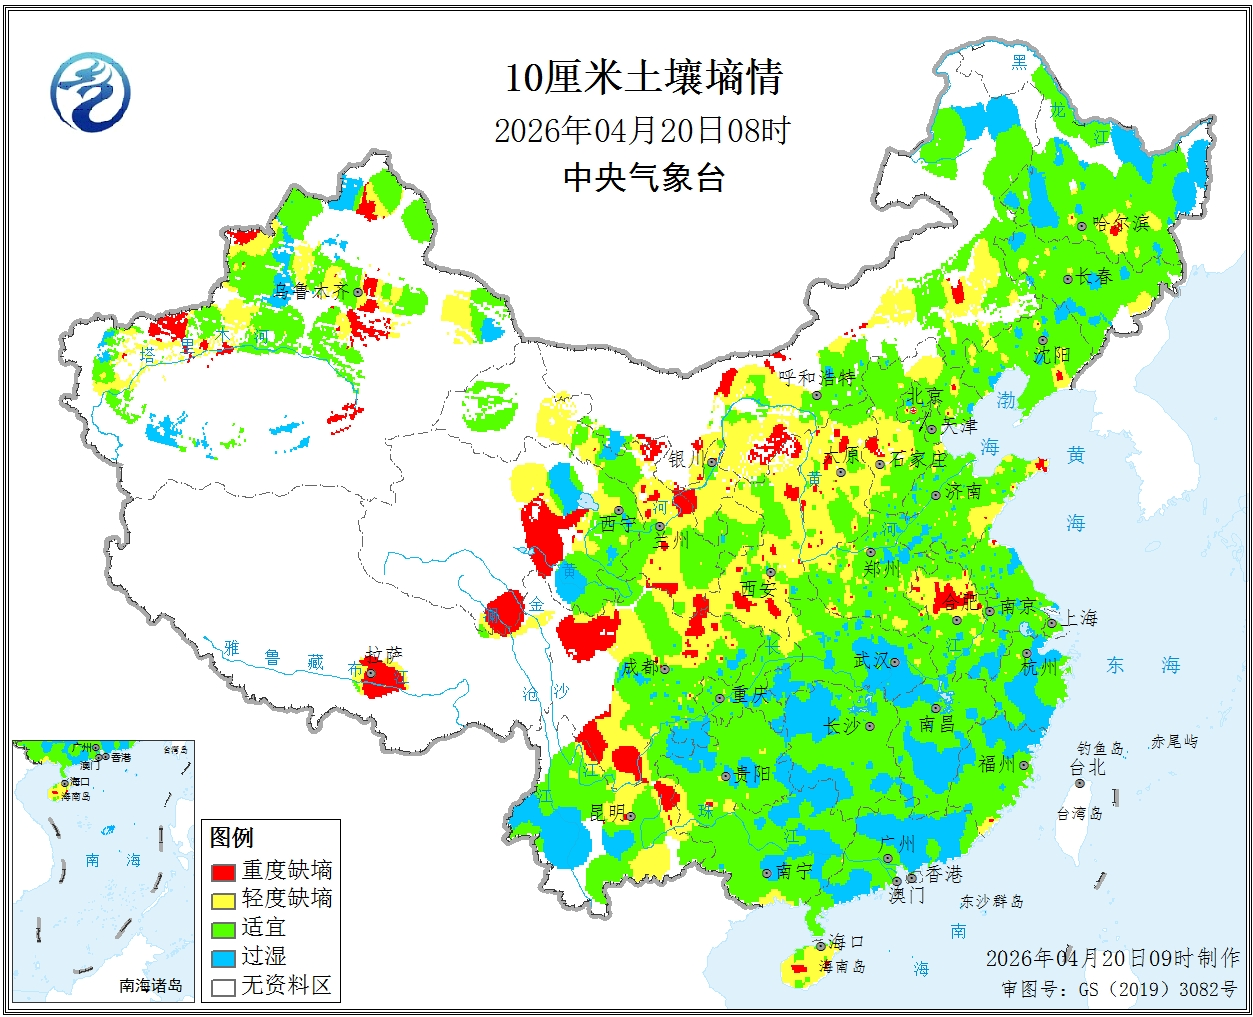 10厘米土壤墒情
2026年04月20日08时
中央气象台
黑
龙
江
哈尔滨
长春
沈阳
乌鲁木齐
塔里木河
呼和浩特
北京
天津
渤
海
黄
海
银川
太原
石家庄
黄
河
济南
西宁
河
兰州
郑州
黄
西安
合肥
南京
上海
金
沙
沧
江
江
雅鲁藏布江
拉萨
成都
长
江
武汉
杭州
东海
重庆
长沙
南昌
钓鱼岛
赤尾屿
贵阳
福州
台北
台湾岛
昆明
珠
江
广州
南宁
香港
澳门
东沙群岛
海口
海南岛
南
海
广州
香港
澳门
台湾岛
海口
海南岛
南海
南海诸岛
图例
重度缺墒
轻度缺墒
适宜
过湿
无资料区
2026年04月20日09时制作
审图号：GS（2019）3082号